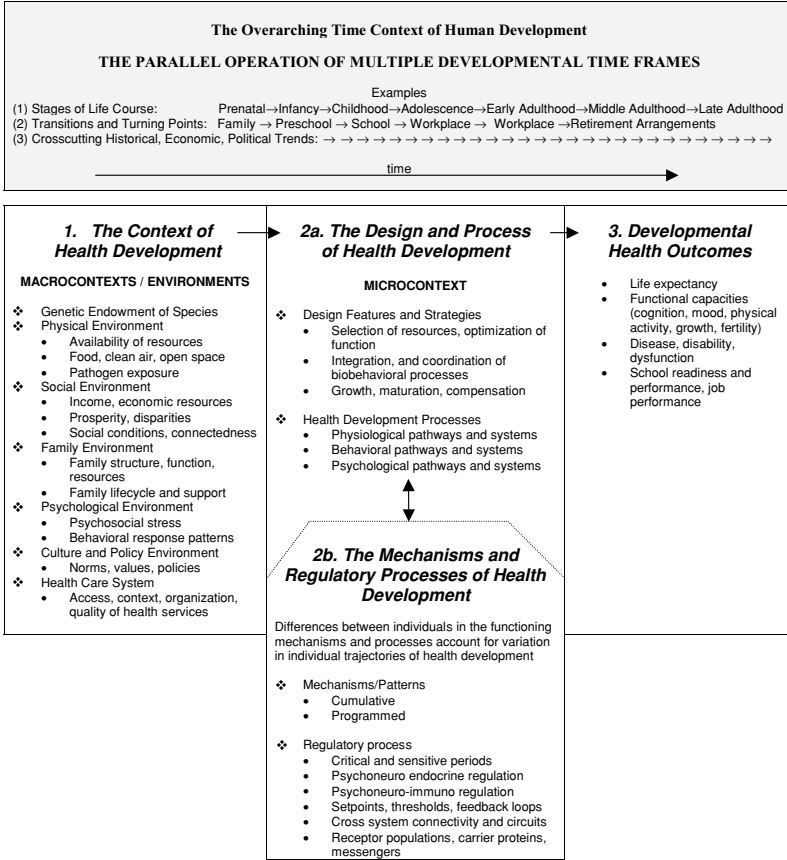 The Overarching Time Context of Human Development
THE PARALLEL OPERATION OF MULTIPLE DEVELOPMENTAL TIME FRAMES
Examples
(1) Stages of Life Course: Prenatal→Infancy→Childhood→Adolescence→Early Adulthood→Middle Adulthood→Late Adulthood
(2) Transitions and Turning Points: Family → Preschool → School → Workplace → Workplace →Retirement Arrangements
(3) Crosscutting Historical, Economic, Political Trends: → → → → → → → → → → → → → → → → → → → → → → → → → → → →
time
1. The Context of
Health Development
MACROCONTEXTS / ENVIRONMENTS
❖ Genetic Endowment of Species
❖ Physical Environment
• Availability of resources
• Food, clean air, open space
• Pathogen exposure
❖ Social Environment
• Income, economic resources
• Prosperity, disparities
• Social conditions, connectedness
❖ Family Environment
• Family structure, function,
resources
• Family lifecycle and support
❖ Psychological Environment
• Psychosocial stress
• Behavioral response patterns
❖ Culture and Policy Environment
• Norms, values, policies
❖ Health Care System
• Access, context, organization,
quality of health services
2a. The Design and Process
of Health Development
MICROCONTEXT
❖ Design Features and Strategies
• Selection of resources, optimization of
function
• Integration, and coordination of
biobehavioral processes
• Growth, maturation, compensation
❖ Health Development Processes
• Physiological pathways and systems
• Behavioral pathways and systems
• Psychological pathways and systems
2b. The Mechanisms and
Regulatory Processes of Health
Development
Differences between individuals in the functioning
mechanisms and processes account for variation
in individual trajectories of health development
❖ Mechanisms/Patterns
• Cumulative
• Programmed
❖ Regulatory process
• Critical and sensitive periods
• Psychoneuro endocrine regulation
• Psychoneuro-immuno regulation
• Setpoints, thresholds, feedback loops
• Cross system connectivity and circuits
• Receptor populations, carrier proteins,
messengers
3. Developmental
Health Outcomes
• Life expectancy
• Functional capacities
(cognition, mood, physical
activity, growth, fertility)
• Disease, disability,
dysfunction
• School readiness and
performance, job
performance